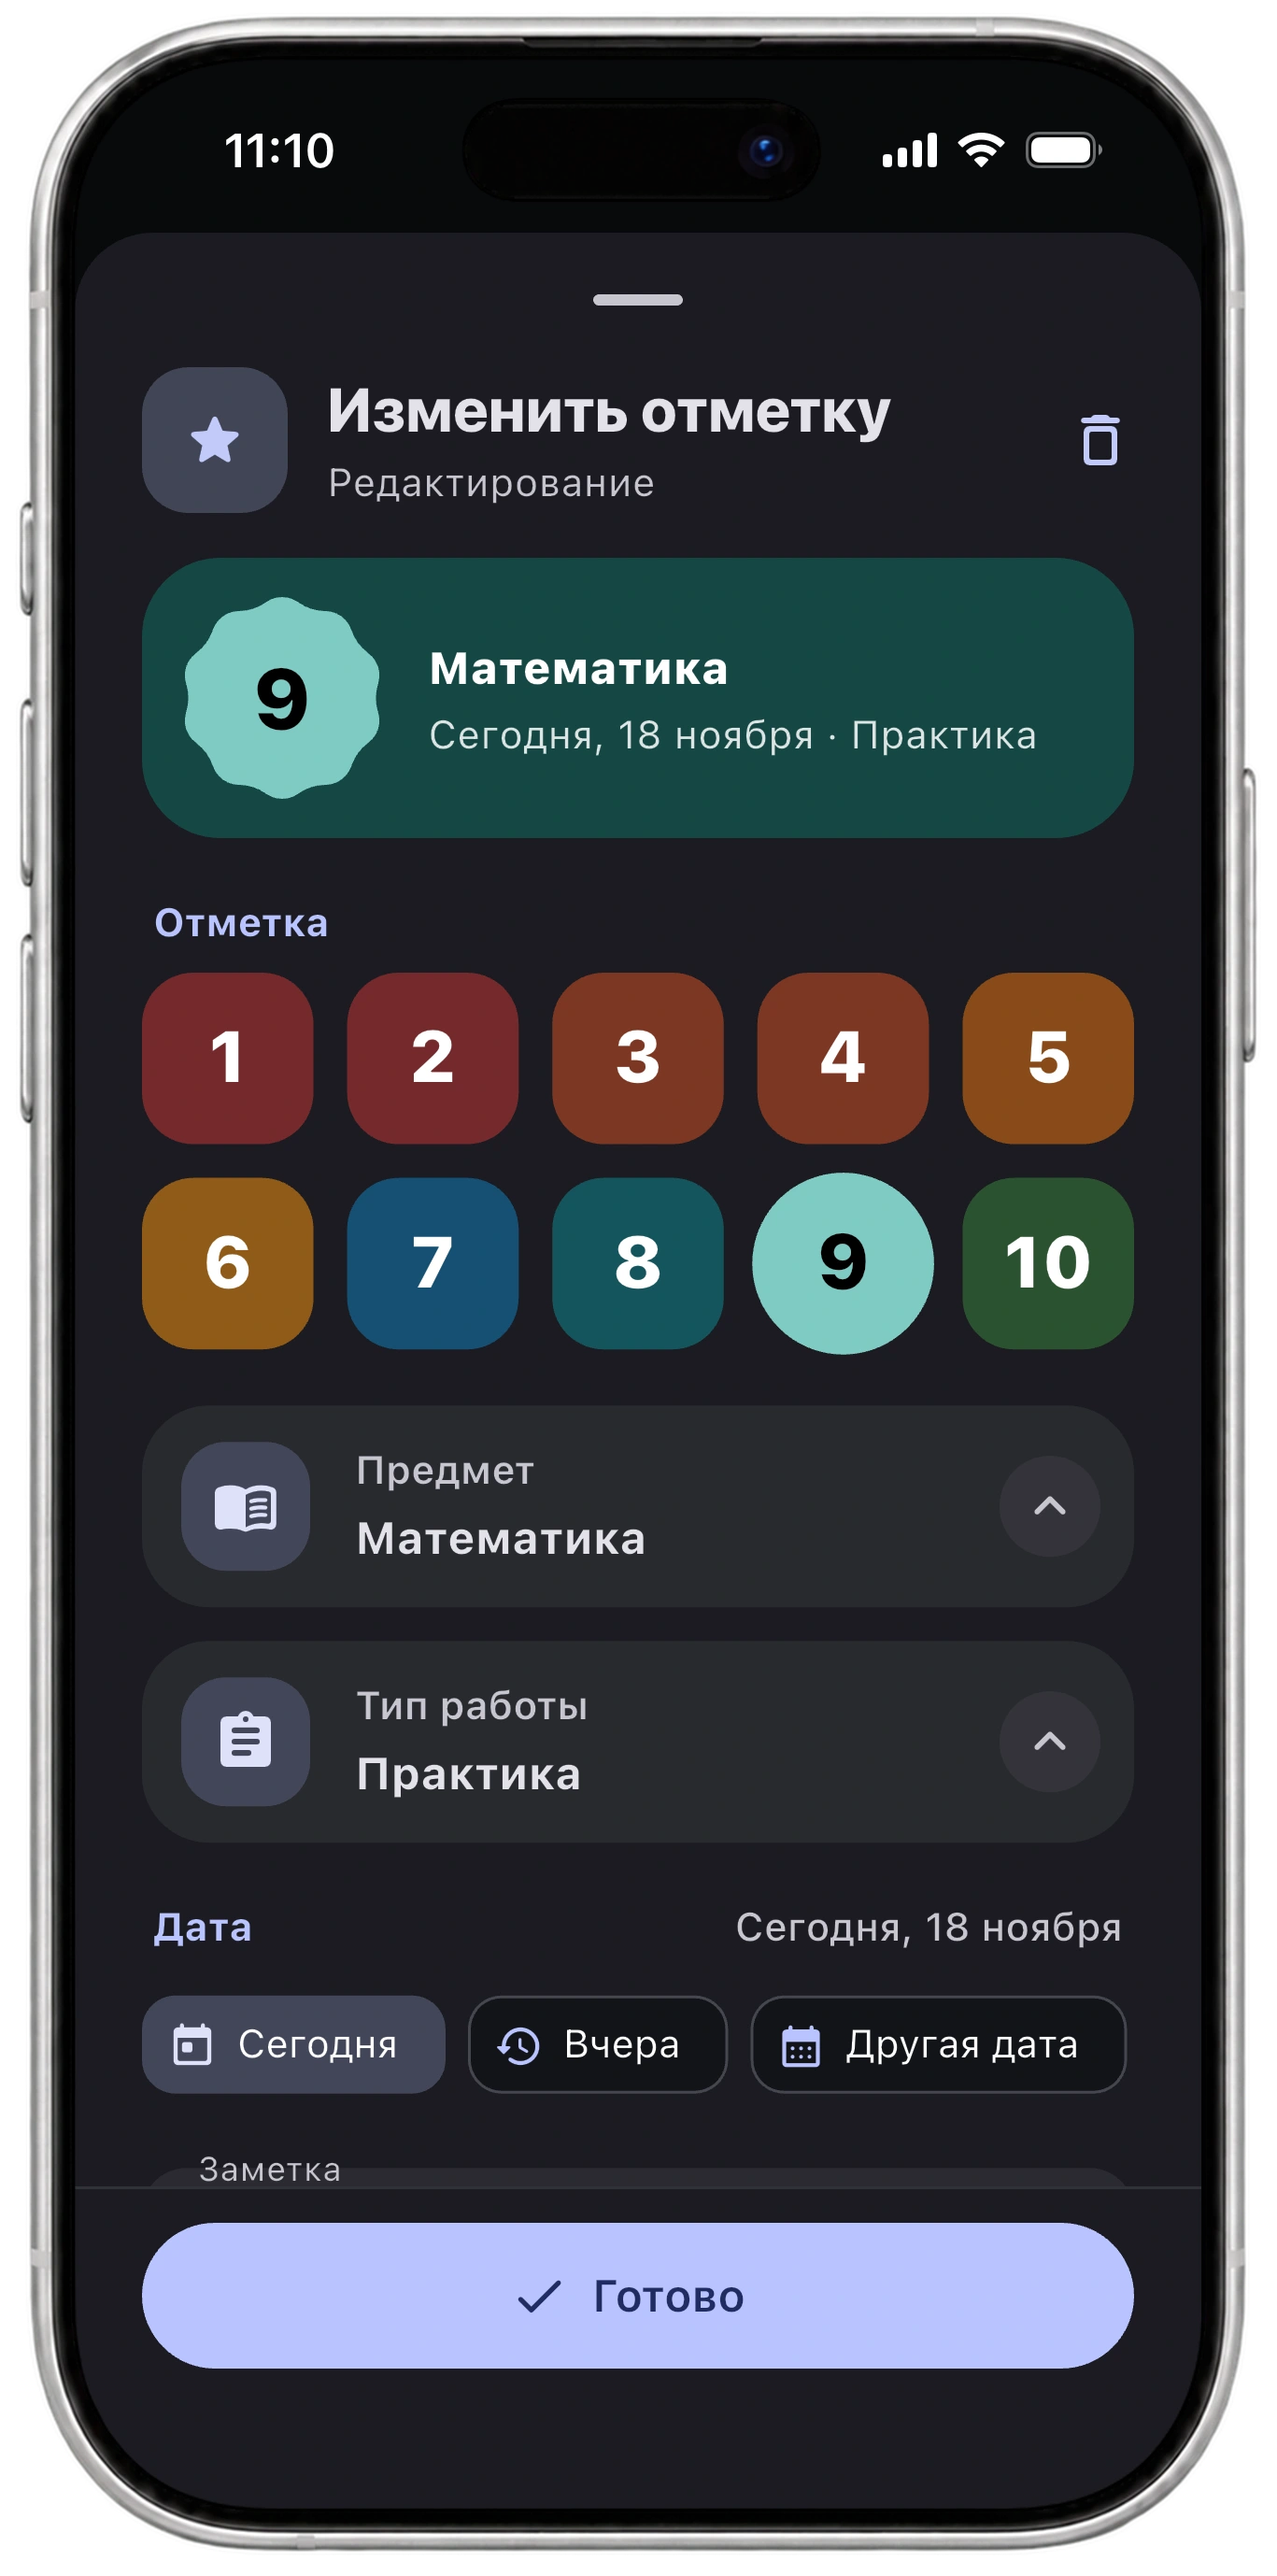 11:10
Изменить отметку
Редактирование
9
Математика
Сегодня, 18 ноября · Практика
Отметка
1 2 3 4 5
6 7 8 9 10
Предмет
Математика
Тип работы
Практика
Дата Сегодня, 18 ноября
Сегодня Вчера Другая дата
Заметка
Готово